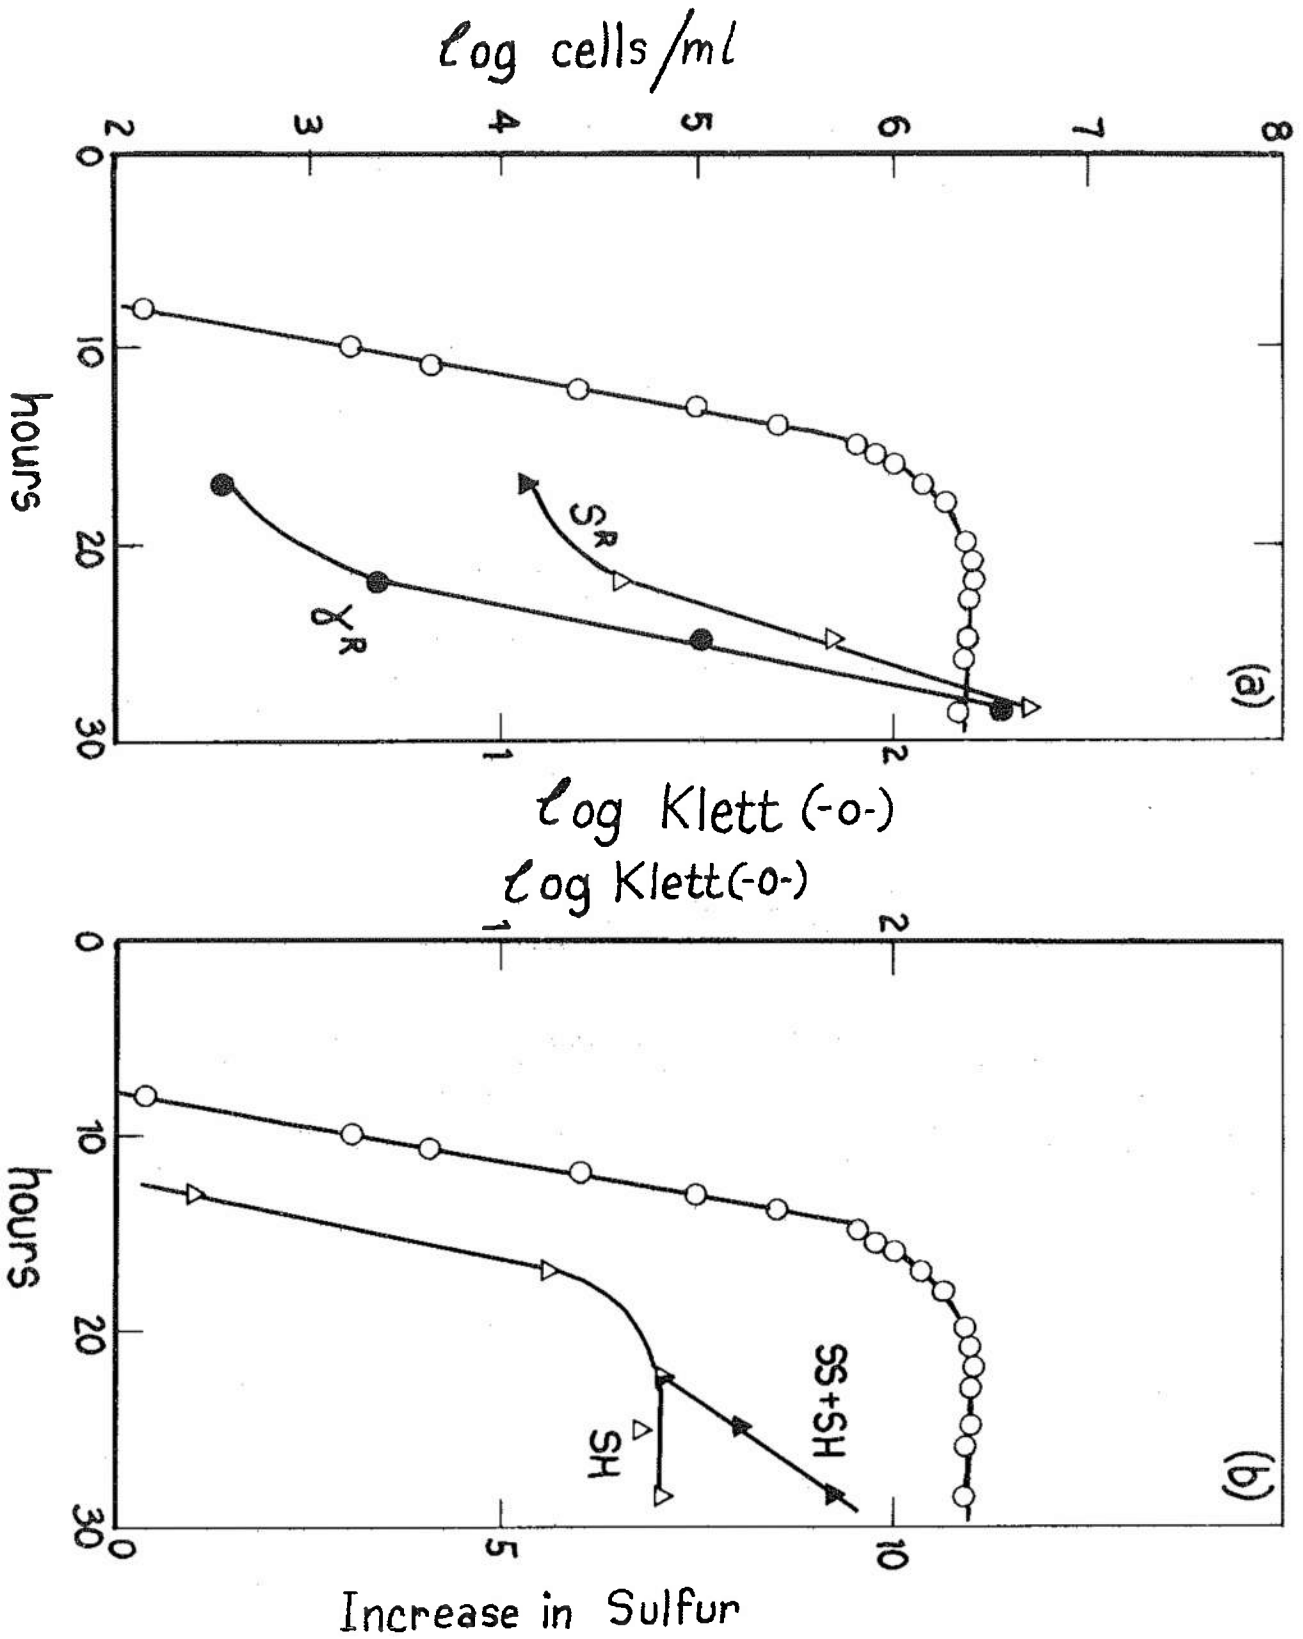 log cells/ml
2 3 4 5 6 7 8
0
10
20
30
hours
S^R
γ^R
(a)
1 2
log Klett (-o-)
log Klett (-o-)
1 2
0
10
20
30
hours
SS+SH
SH
(b)
0 5 10
Increase in Sulfur